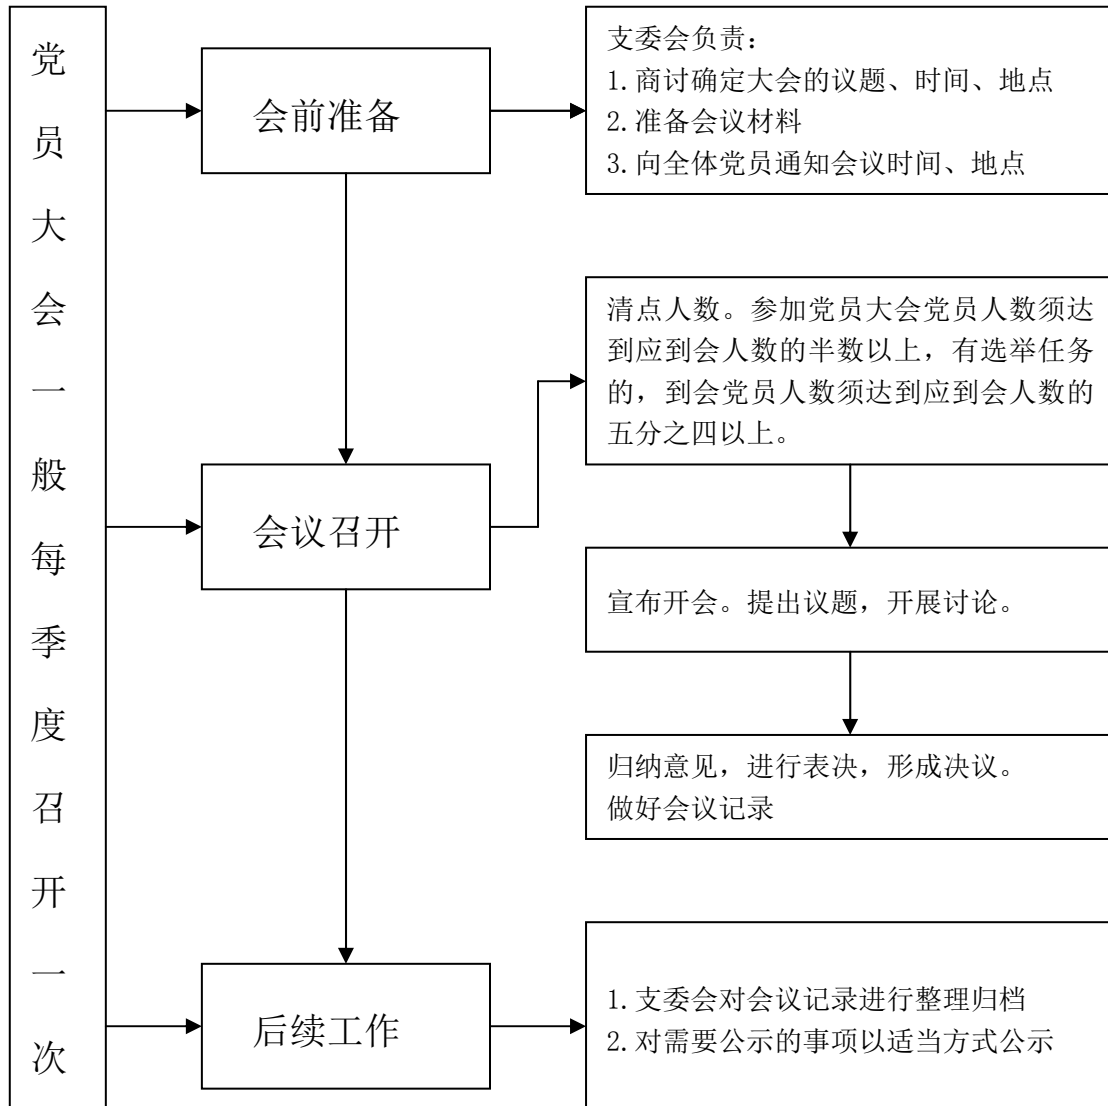 党员大会一般每季度召开一次
会前准备
支委会负责：
1.商讨确定大会的议题、时间、地点
2.准备会议材料
3.向全体党员通知会议时间、地点
会议召开
清点人数。参加党员大会党员人数须达
到应到会人数的半数以上，有选举任务
的，到会党员人数须达到应到会人数的
五分之四以上。
宣布开会。提出议题，开展讨论。
归纳意见，进行表决，形成决议。
做好会议记录
后续工作
1.支委会对会议记录进行整理归档
2.对需要公示的事项以适当方式公示